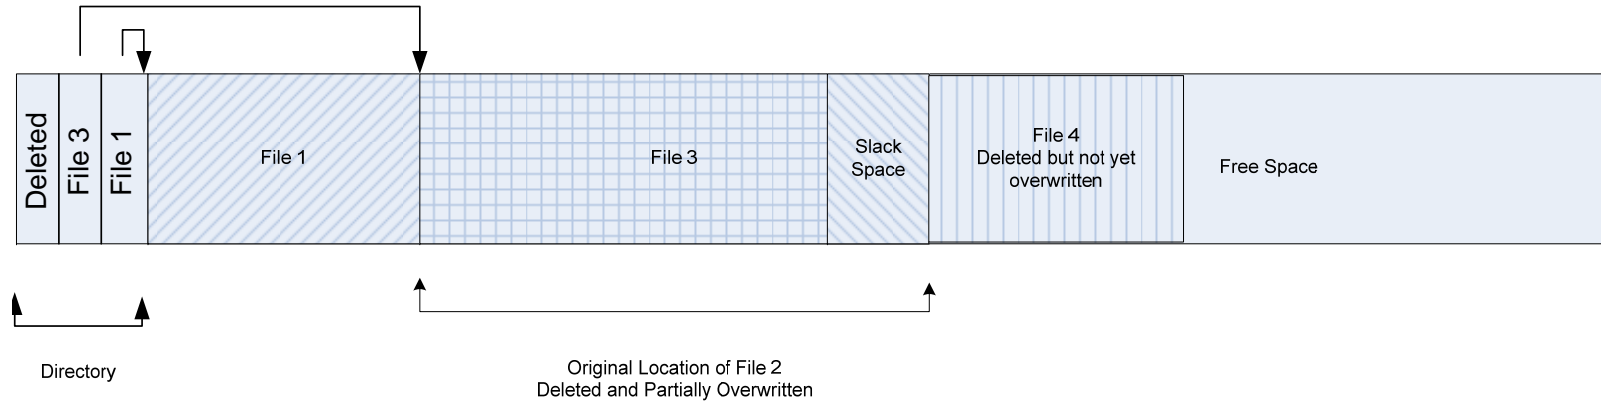 Deleted
File 3
File 1
File 1
File 3
Slack
Space
File 4
Deleted but not yet
overwritten
Free Space
Directory
Original Location of File 2
Deleted and Partially Overwritten